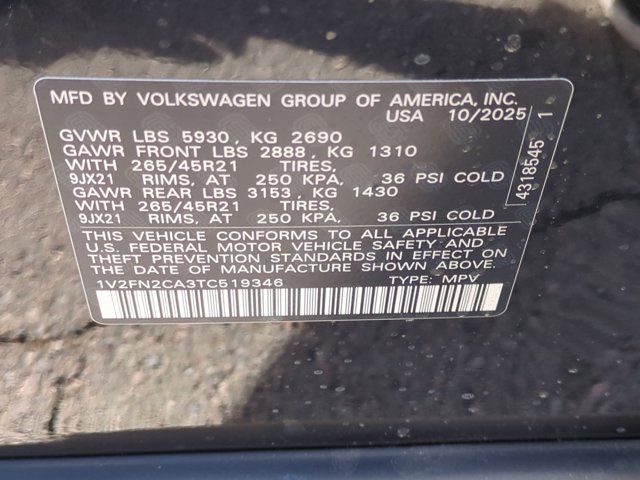 MFD BY VOLKSWAGEN GROUP OF AMERICA, INC.
USA 10/2025
GVWR LBS 5930, KG 2690
GAWR FRONT LBS 2888, KG 1310
WITH 265/45R21 TIRES,
9JX21 RIMS, AT 250 KPA, 36 PSI COLD
GAWR REAR LBS 3153, KG 1430
WITH 265/45R21 TIRES,
9JX21 RIMS, AT 250 KPA, 36 PSI COLD
THIS VEHICLE CONFORMS TO ALL APPLICABLE
U.S. FEDERAL MOTOR VEHICLE SAFETY AND
THEFT PREVENTION STANDARDS IN EFFECT ON
THE DATE OF MANUFACTURE SHOWN ABOVE.
1V2FN2CA3TC519346 TYPE: MPV
4318545 1